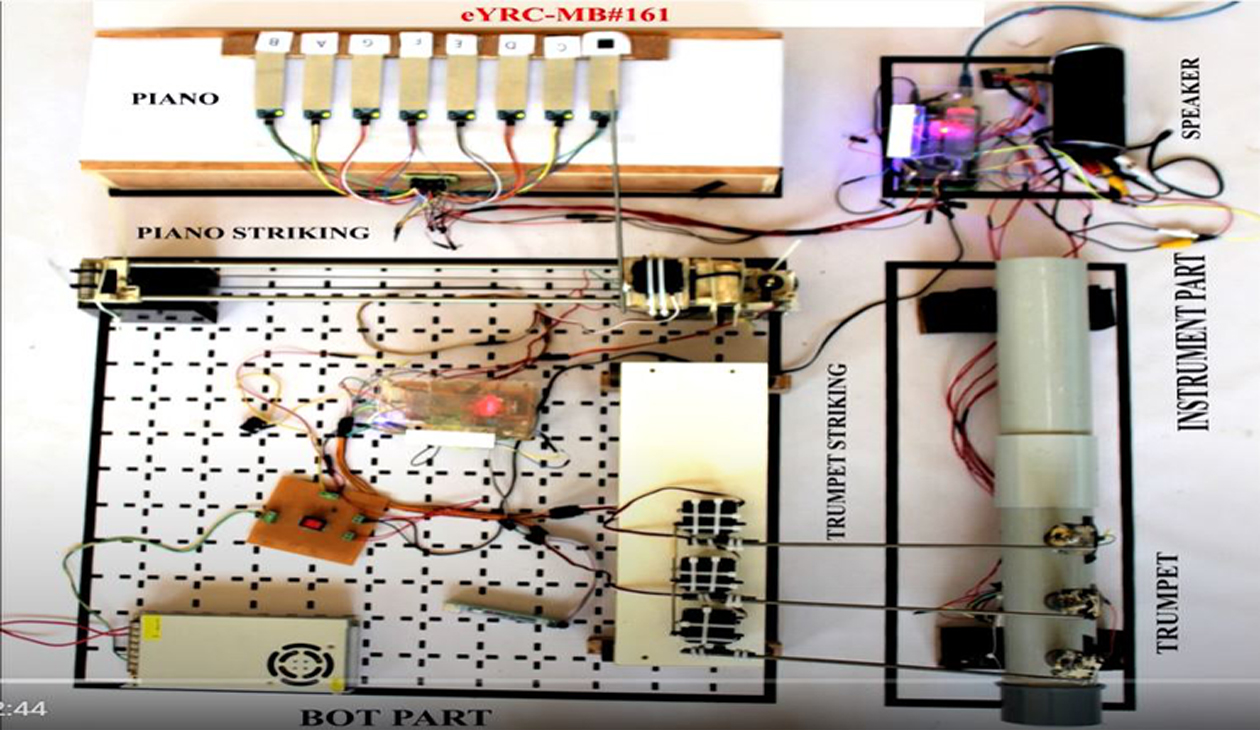 eYRC-MB#161
B A G F E D C
PIANO
SPEAKER
PIANO STRIKING
INSTRUMENT PART
TRUMPET STRIKING
TRUMPET
2:44
BOT PART